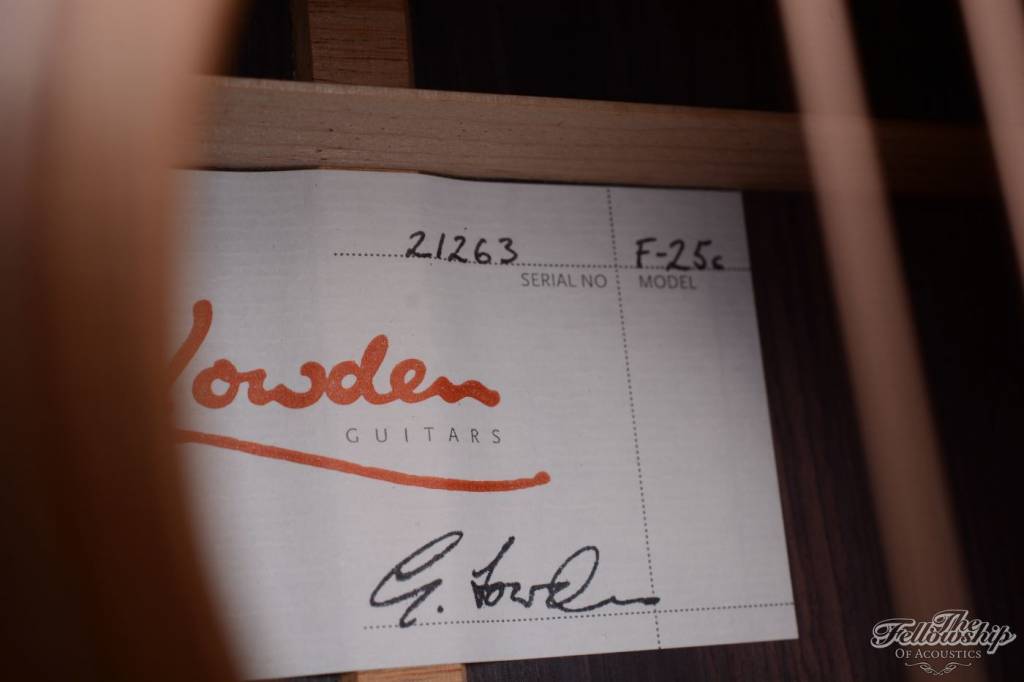 21263 F-25c
SERIAL NO MODEL
Lowden
GUITARS
G. Lowden
The
Fellowship
OF ACOUSTICS